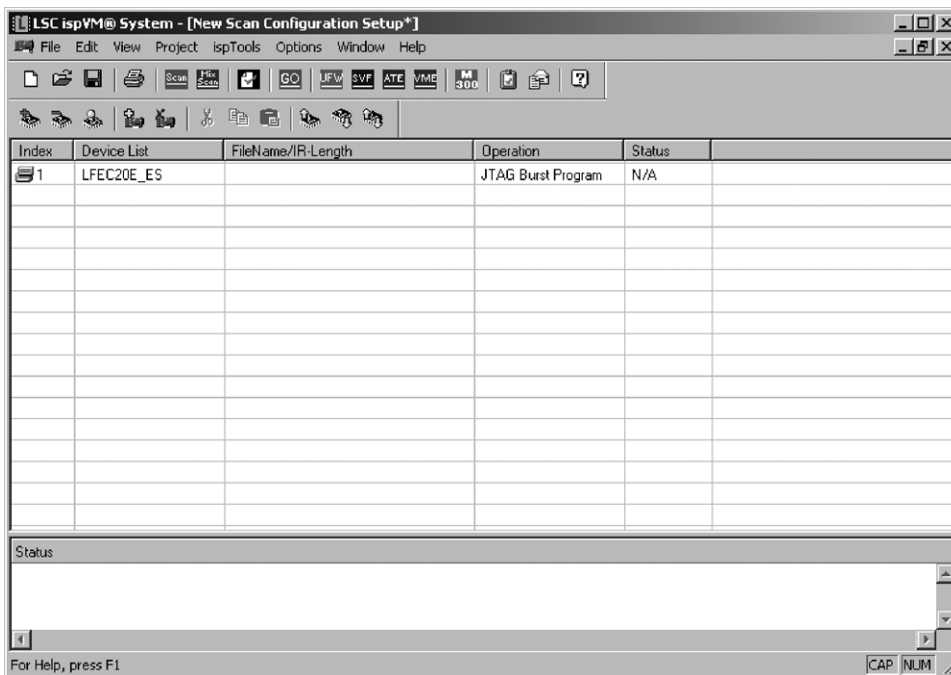 LSC ispVM® System - [New Scan Configuration Setup*]
File Edit View Project ispTools Options Window Help
Scan Mix Scan GO UFW SVF ATE VME M 300
Index Device List FileName/IR-Length Operation Status
1 LFEC20E_ES JTAG Burst Program N/A
Status
For Help, press F1 CAP NUM